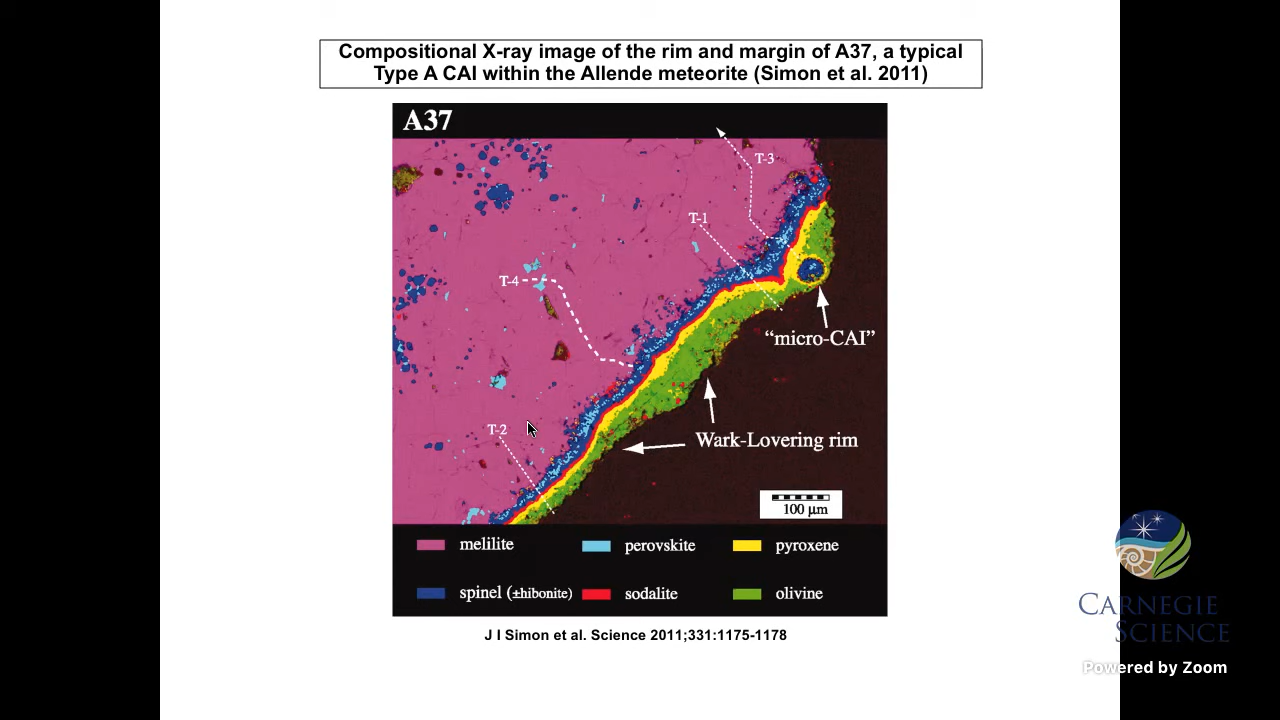 Compositional X-ray image of the rim and margin of A37, a typical
Type A CAI within the Allende meteorite (Simon et al. 2011)
A37
T-3
T-1
T-4
"micro-CAI"
T-2
Wark-Lovering rim
100 μm
melilite
perovskite
pyroxene
spinel (±hibonite)
sodalite
olivine
J I Simon et al. Science 2011;331:1175-1178
CARNEGIE
SCIENCE
Powered by Zoom